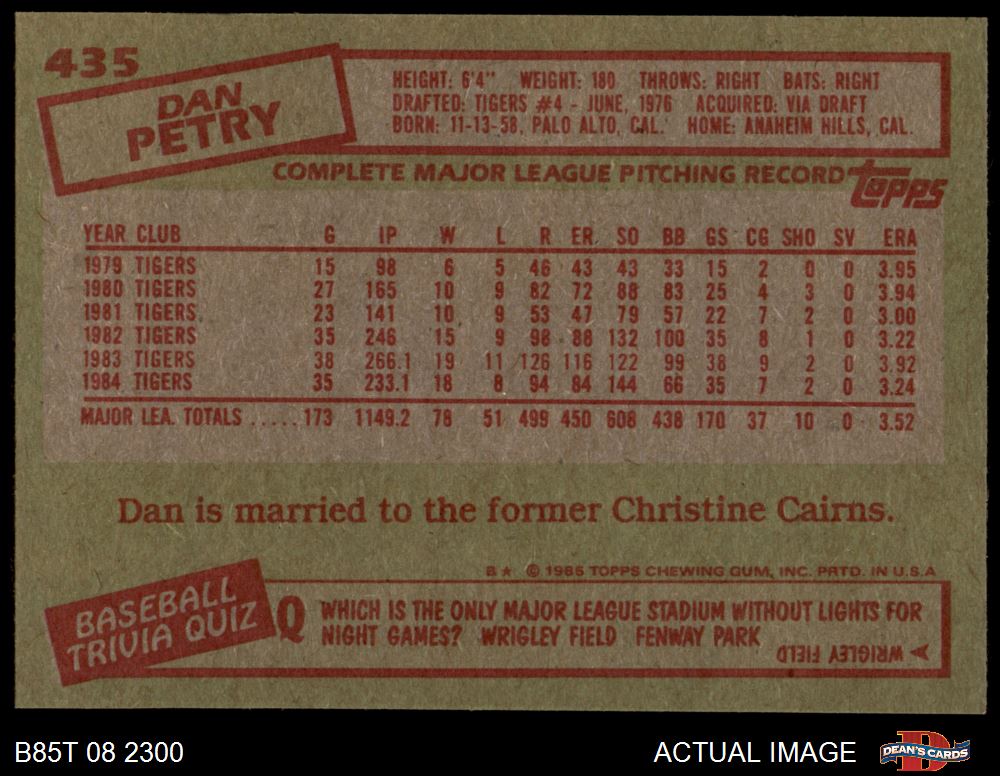 435
DAN
PETRY
HEIGHT: 6'4" WEIGHT: 180 THROWS: RIGHT BATS: RIGHT
DRAFTED: TIGERS #4 - JUNE, 1976 ACQUIRED: VIA DRAFT
BORN: 11-13-58, PALO ALTO, CAL. HOME: ANAHEIM HILLS, CAL.
COMPLETE MAJOR LEAGUE PITCHING RECORD topps
YEAR CLUB G IP W L R ER SO BB GS CG SHO SV ERA
1979 TIGERS 15 98 6 5 46 43 43 33 15 2 0 0 3.95
1980 TIGERS 27 165 10 9 82 72 88 83 25 4 3 0 3.94
1981 TIGERS 23 141 10 9 53 47 79 57 22 7 2 0 3.00
1982 TIGERS 35 246 15 9 98 88 132 100 35 8 1 0 3.22
1983 TIGERS 38 266.1 19 11 126 116 122 99 38 9 2 0 3.92
1984 TIGERS 35 233.1 18 8 94 84 144 66 35 7 2 0 3.24
MAJOR LEA. TOTALS ..... 173 1149.2 78 51 499 450 608 438 170 37 10 0 3.52
Dan is married to the former Christine Cairns.
B★ © 1985 TOPPS CHEWING GUM, INC. PRTD. IN U.S.A
BASEBALL
TRIVIA QUIZ
Q WHICH IS THE ONLY MAJOR LEAGUE STADIUM WITHOUT LIGHTS FOR
NIGHT GAMES? WRIGLEY FIELD FENWAY PARK
A WRIGLEY FIELD
B85T 08 2300
ACTUAL IMAGE
D
DEAN'S CARDS